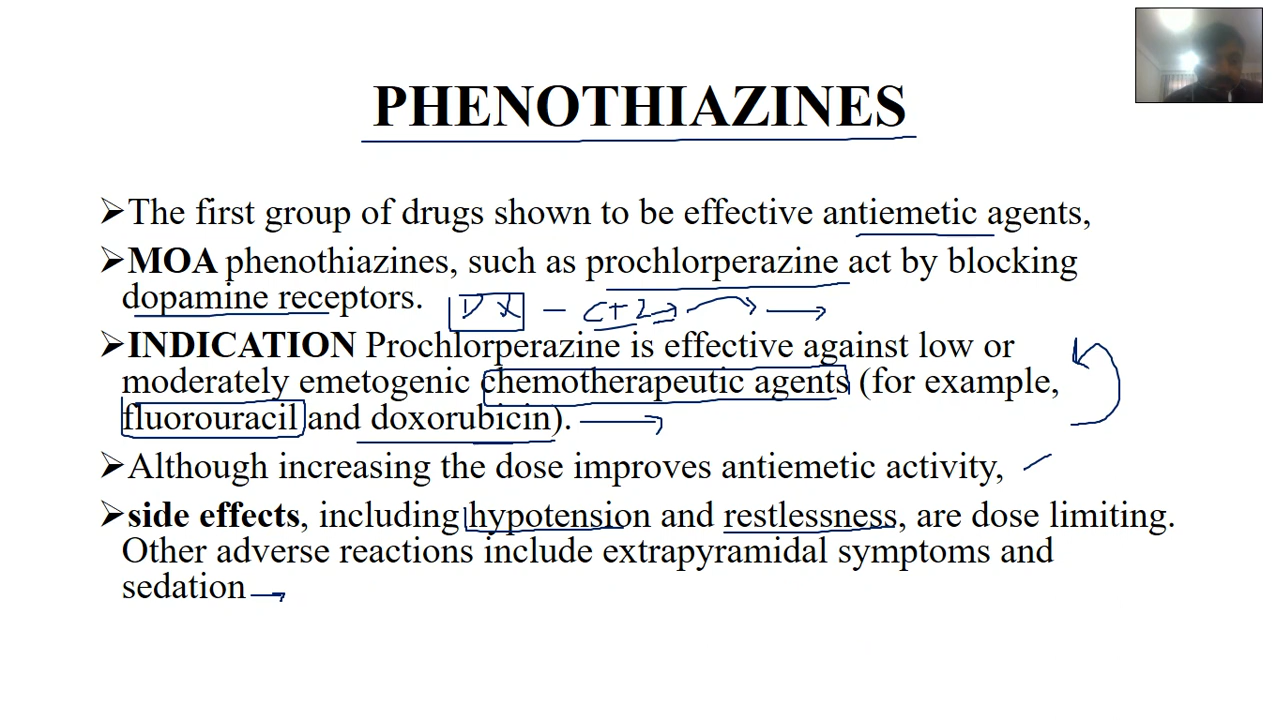 PHENOTHIAZINES
➢The first group of drugs shown to be effective antiemetic agents,
➢MOA phenothiazines, such as prochlorperazine act by blocking
dopamine receptors.
➢INDICATION Prochlorperazine is effective against low or
moderately emetogenic chemotherapeutic agents (for example,
fluorouracil and doxorubicin).
➢Although increasing the dose improves antiemetic activity,
➢side effects, including hypotension and restlessness, are dose limiting.
Other adverse reactions include extrapyramidal symptoms and
sedation